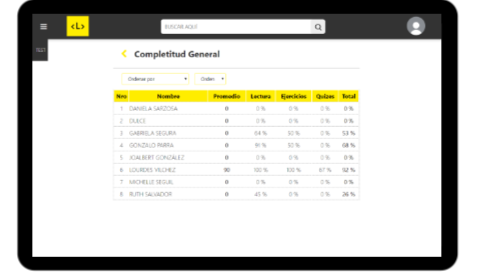 <L>
BUSCAR AQUÍ
TEST
Completitud General
Ordenar por Orden
Nro Nombre Promedio Lectura Ejercicios Quizes Total
1 DANIELA SARZOSA 0 0 % 0 % 0 % 0 %
2 DULCE 0 0 % 0 % 0 % 0 %
3 GABRIELA SEGURA 0 84 % 50 % 0 % 53 %
4 GONZALO PARRA 0 50 % 0 % 68 %
5 JOALBERT GONZALEZ 0 0 % 0 % 0 % 0 %
6 LOURDES VILCHEZ 90 100 % 100 % 67 % 92 %
7 MICHELLE SEGUIL 0 0 % 0 % 0 % 0 %
8 RUTH SALVADOR 0 45 % 0 % 0 % 26 %